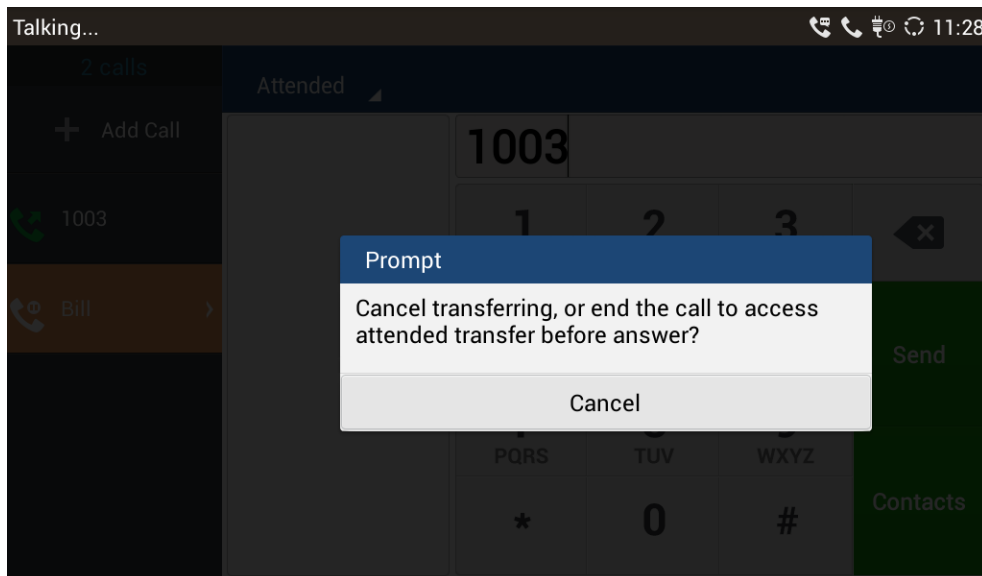 Talking...
11:28
2 calls
Attended
Add Call
1003
1003
1 2 3
Bill
Prompt
Cancel transferring, or end the call to access
attended transfer before answer?
Send
Cancel
PQRS TUV WXYZ
Contacts
* 0 #